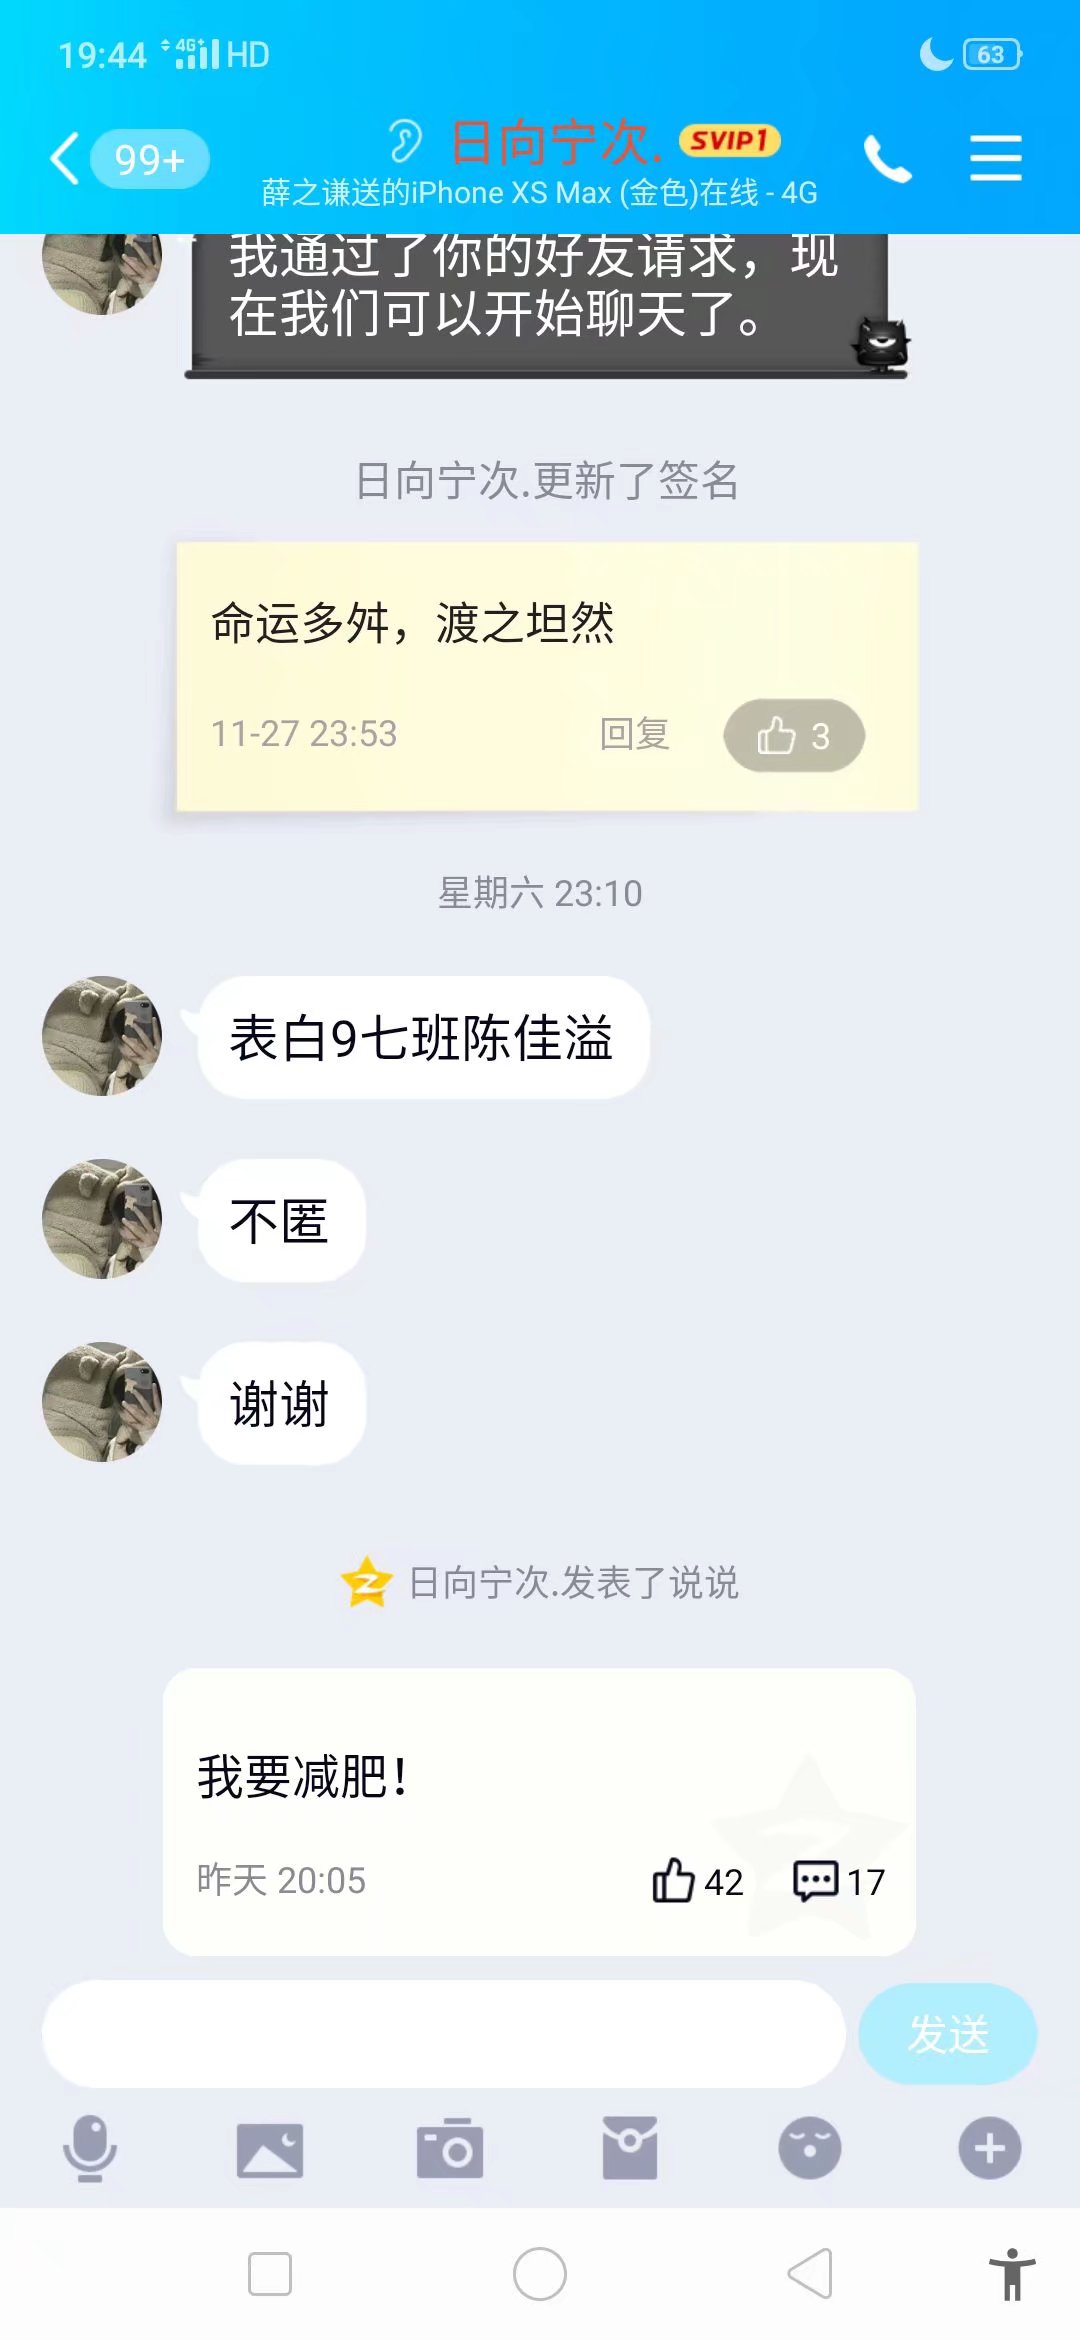 19:44 4G+ HD 63
99+ 日向宁次. SVIP1
薛之谦送的iPhone XS Max (金色)在线 - 4G
我通过了你的好友请求，现
在我们可以开始聊天了。
日向宁次.更新了签名
命运多舛，渡之坦然
11-27 23:53 回复 3
星期六 23:10
表白9七班陈佳溢
不匿
谢谢
日向宁次.发表了说说
我要减肥！
昨天 20:05 42 17
发送